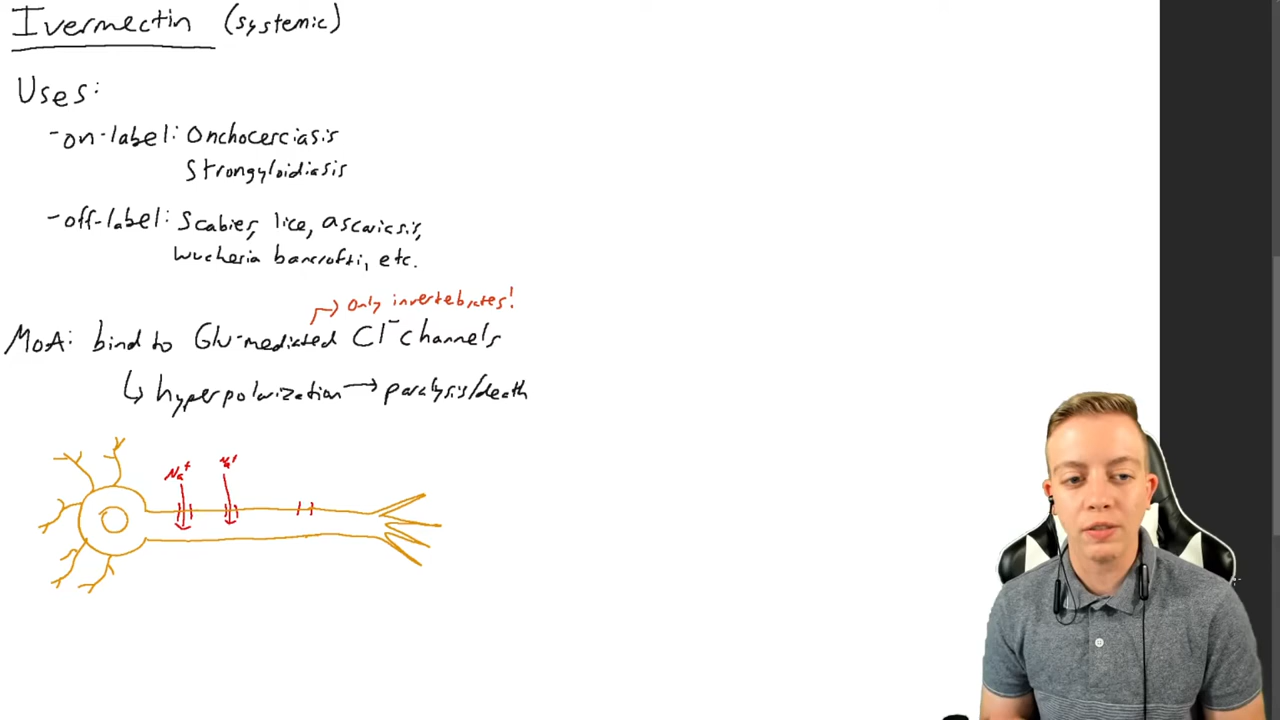 Ivermectin (systemic)
Uses:
-on-label: Onchocerciasis
Strongyloidiasis
-off-label: Scabies, lice, ascariasis,
Wucheria bancrofti, etc.
→ only invertebrates!
MoA: bind to Glu-mediated Cl⁻ channels
↳ hyperpolarization → paralysis/death
Na⁺ Na⁺